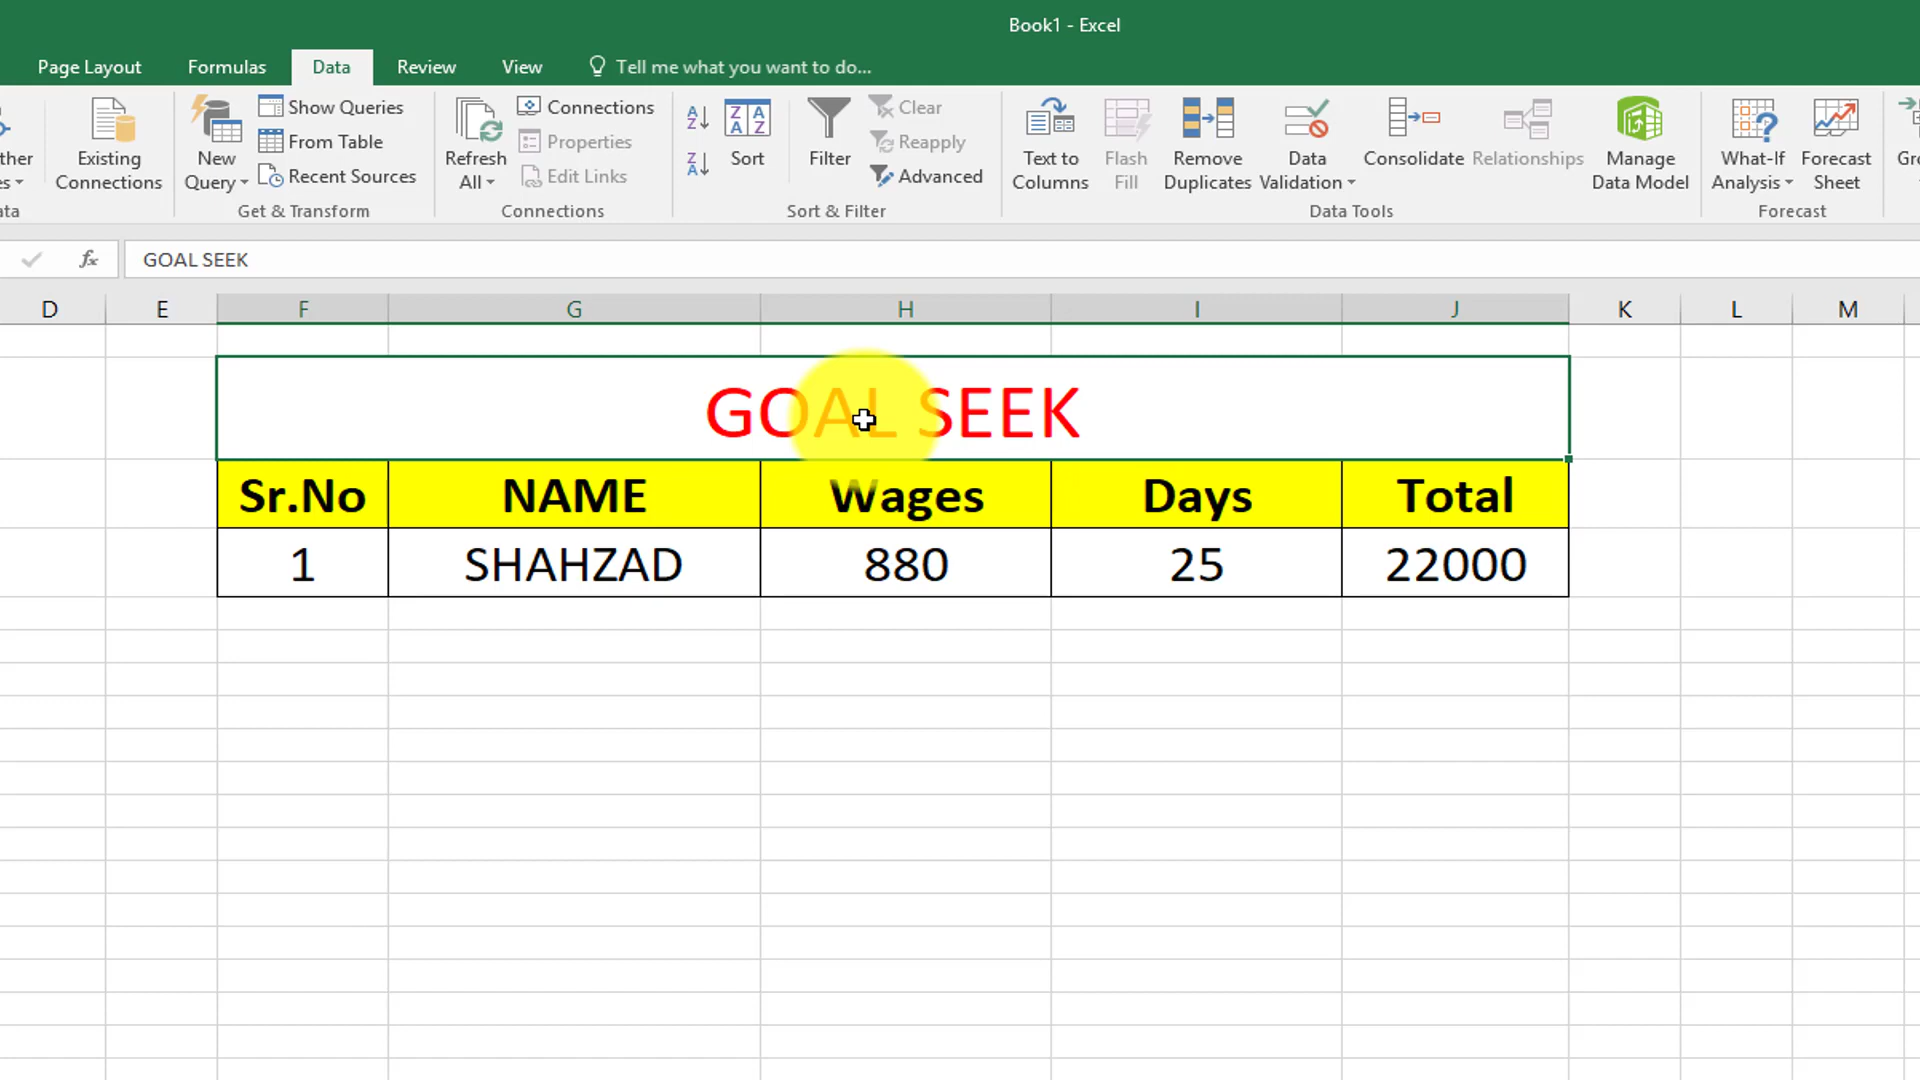 Book1 - Excel
Page Layout Formulas Data Review View Tell me what you want to do...
Show Queries Connections Clear
From Table Properties Reapply
Recent Sources Edit Links Advanced
Existing Connections
New Query
Refresh All
Sort
Filter
Text to Columns
Flash Fill
Remove Duplicates
Data Validation
Consolidate
Relationships
Manage Data Model
What-If Analysis
Forecast Sheet
Get & Transform Connections Sort & Filter Data Tools Forecast
fx GOAL SEEK
D E F G H I J K L M
GOAL SEEK
Sr.No NAME Wages Days Total
1 SHAHZAD 880 25 22000